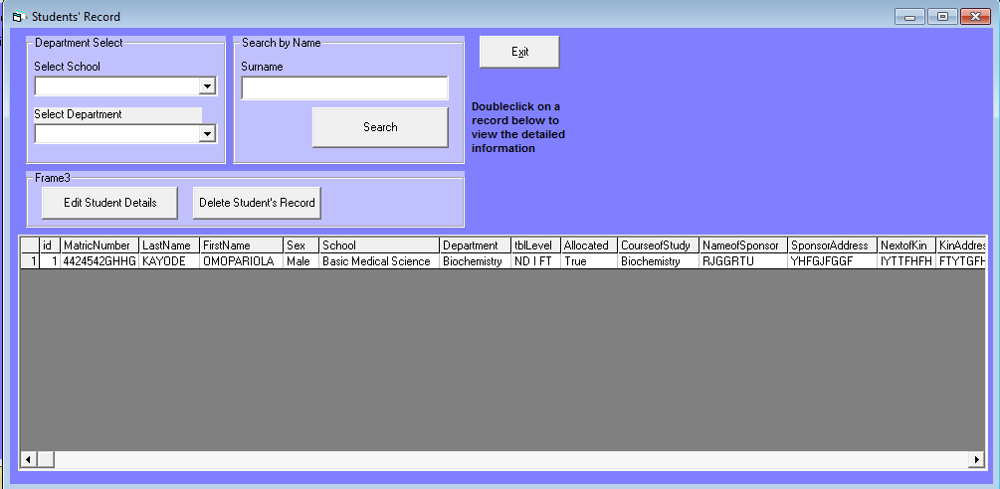 Students' Record
Department Select
Select School
Select Department
Search by Name
Surname
Search
Exit
Doubleclick on a
record below to
view the detailed
information
Frame3
Edit Student Details
Delete Student's Record
id MatricNumber LastName FirstName Sex School Department tblLevel Allocated CourseofStudy NameofSponsor SponsorAddress NextofKin KinAddre
1 1 4424542GHHG KAYODE OMOPARIOLA Male Basic Medical Science Biochemistry ND I FT True Biochemistry RJGGRTU YHFGJFGGF IYTTFHFH FTYTGFH